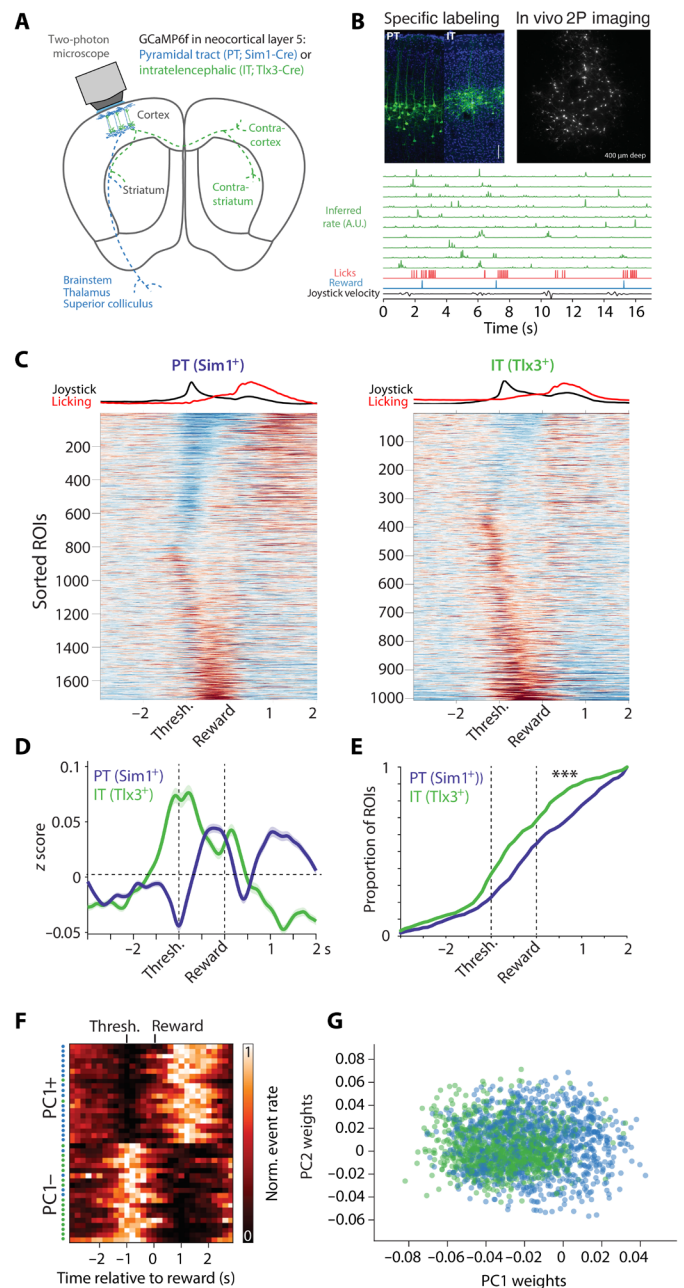 A
Two-photon
microscope
GCaMP6f in neocortical layer 5:
Pyramidal tract (PT; Sim1-Cre) or
intratelencephalic (IT; Tlx3-Cre)
Cortex
Contra-
cortex
Striatum
Contra-
striatum
Brainstem
Thalamus
Superior colliculus
B
Specific labeling
In vivo 2P imaging
PT
IT
400 µm deep
Inferred
rate (A.U.)
Licks
Reward
Joystick velocity
0 2 4 6 8 10 12 14 16
Time (s)
C
PT (Sim1+)
Joystick
Licking
Sorted ROIs
200
400
600
800
1000
1200
1400
1600
−2 Thresh. Reward 1 2
IT (Tlx3+)
Joystick
Licking
100
200
300
400
500
600
700
800
900
1000
−2 Thresh. Reward 1 2
D
PT (Sim1+)
IT (Tlx3+)
z score
0.1
0.05
0
−0.05
−2 Thresh. Reward 2 s
E
PT (Sim1+))
IT (Tlx3+)
***
Proportion of ROIs
1
0
−2 Thresh. Reward 2
F
Thresh. Reward
PC1+
PC1−
1
0
Norm. event rate
−2 −1 0 1 2
Time relative to reward (s)
G
PC2 weights
0.08
0.06
0.04
0.02
0
−0.02
−0.04
−0.06
−0.08 −0.06 −0.04 −0.02 0 0.02 0.04
PC1 weights